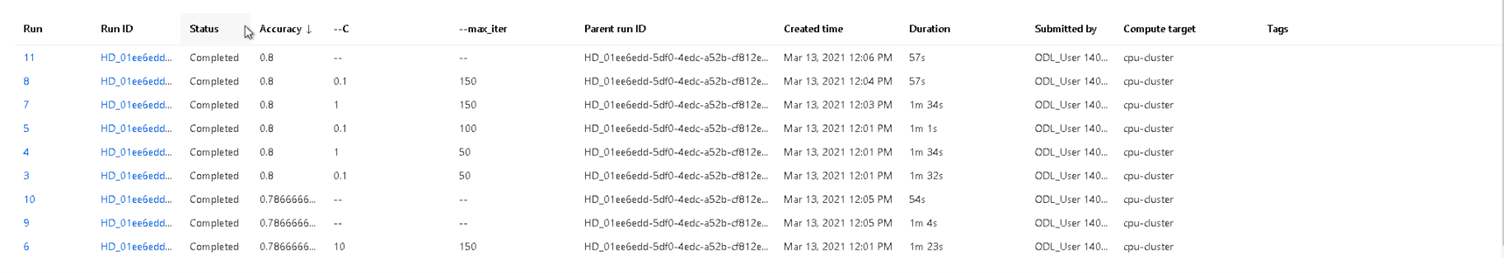 Run Run ID Status Accuracy ↓ --C --max_iter Parent run ID Created time Duration Submitted by Compute target Tags
11 HD_01ee6edd... Completed 0.8 -- -- HD_01ee6edd-5df0-4edc-a52b-cf812e... Mar 13, 2021 12:06 PM 57s ODL_User 140... cpu-cluster
8 HD_01ee6edd... Completed 0.8 0.1 150 HD_01ee6edd-5df0-4edc-a52b-cf812e... Mar 13, 2021 12:04 PM 57s ODL_User 140... cpu-cluster
7 HD_01ee6edd... Completed 0.8 1 150 HD_01ee6edd-5df0-4edc-a52b-cf812e... Mar 13, 2021 12:03 PM 1m 34s ODL_User 140... cpu-cluster
5 HD_01ee6edd... Completed 0.8 0.1 100 HD_01ee6edd-5df0-4edc-a52b-cf812e... Mar 13, 2021 12:01 PM 1m 1s ODL_User 140... cpu-cluster
4 HD_01ee6edd... Completed 0.8 1 50 HD_01ee6edd-5df0-4edc-a52b-cf812e... Mar 13, 2021 12:01 PM 1m 34s ODL_User 140... cpu-cluster
3 HD_01ee6edd... Completed 0.8 0.1 50 HD_01ee6edd-5df0-4edc-a52b-cf812e... Mar 13, 2021 12:01 PM 1m 32s ODL_User 140... cpu-cluster
10 HD_01ee6edd... Completed 0.7866666... -- -- HD_01ee6edd-5df0-4edc-a52b-cf812e... Mar 13, 2021 12:05 PM 54s ODL_User 140... cpu-cluster
9 HD_01ee6edd... Completed 0.7866666... -- -- HD_01ee6edd-5df0-4edc-a52b-cf812e... Mar 13, 2021 12:05 PM 1m 4s ODL_User 140... cpu-cluster
6 HD_01ee6edd... Completed 0.7866666... 10 150 HD_01ee6edd-5df0-4edc-a52b-cf812e... Mar 13, 2021 12:01 PM 1m 23s ODL_User 140... cpu-cluster